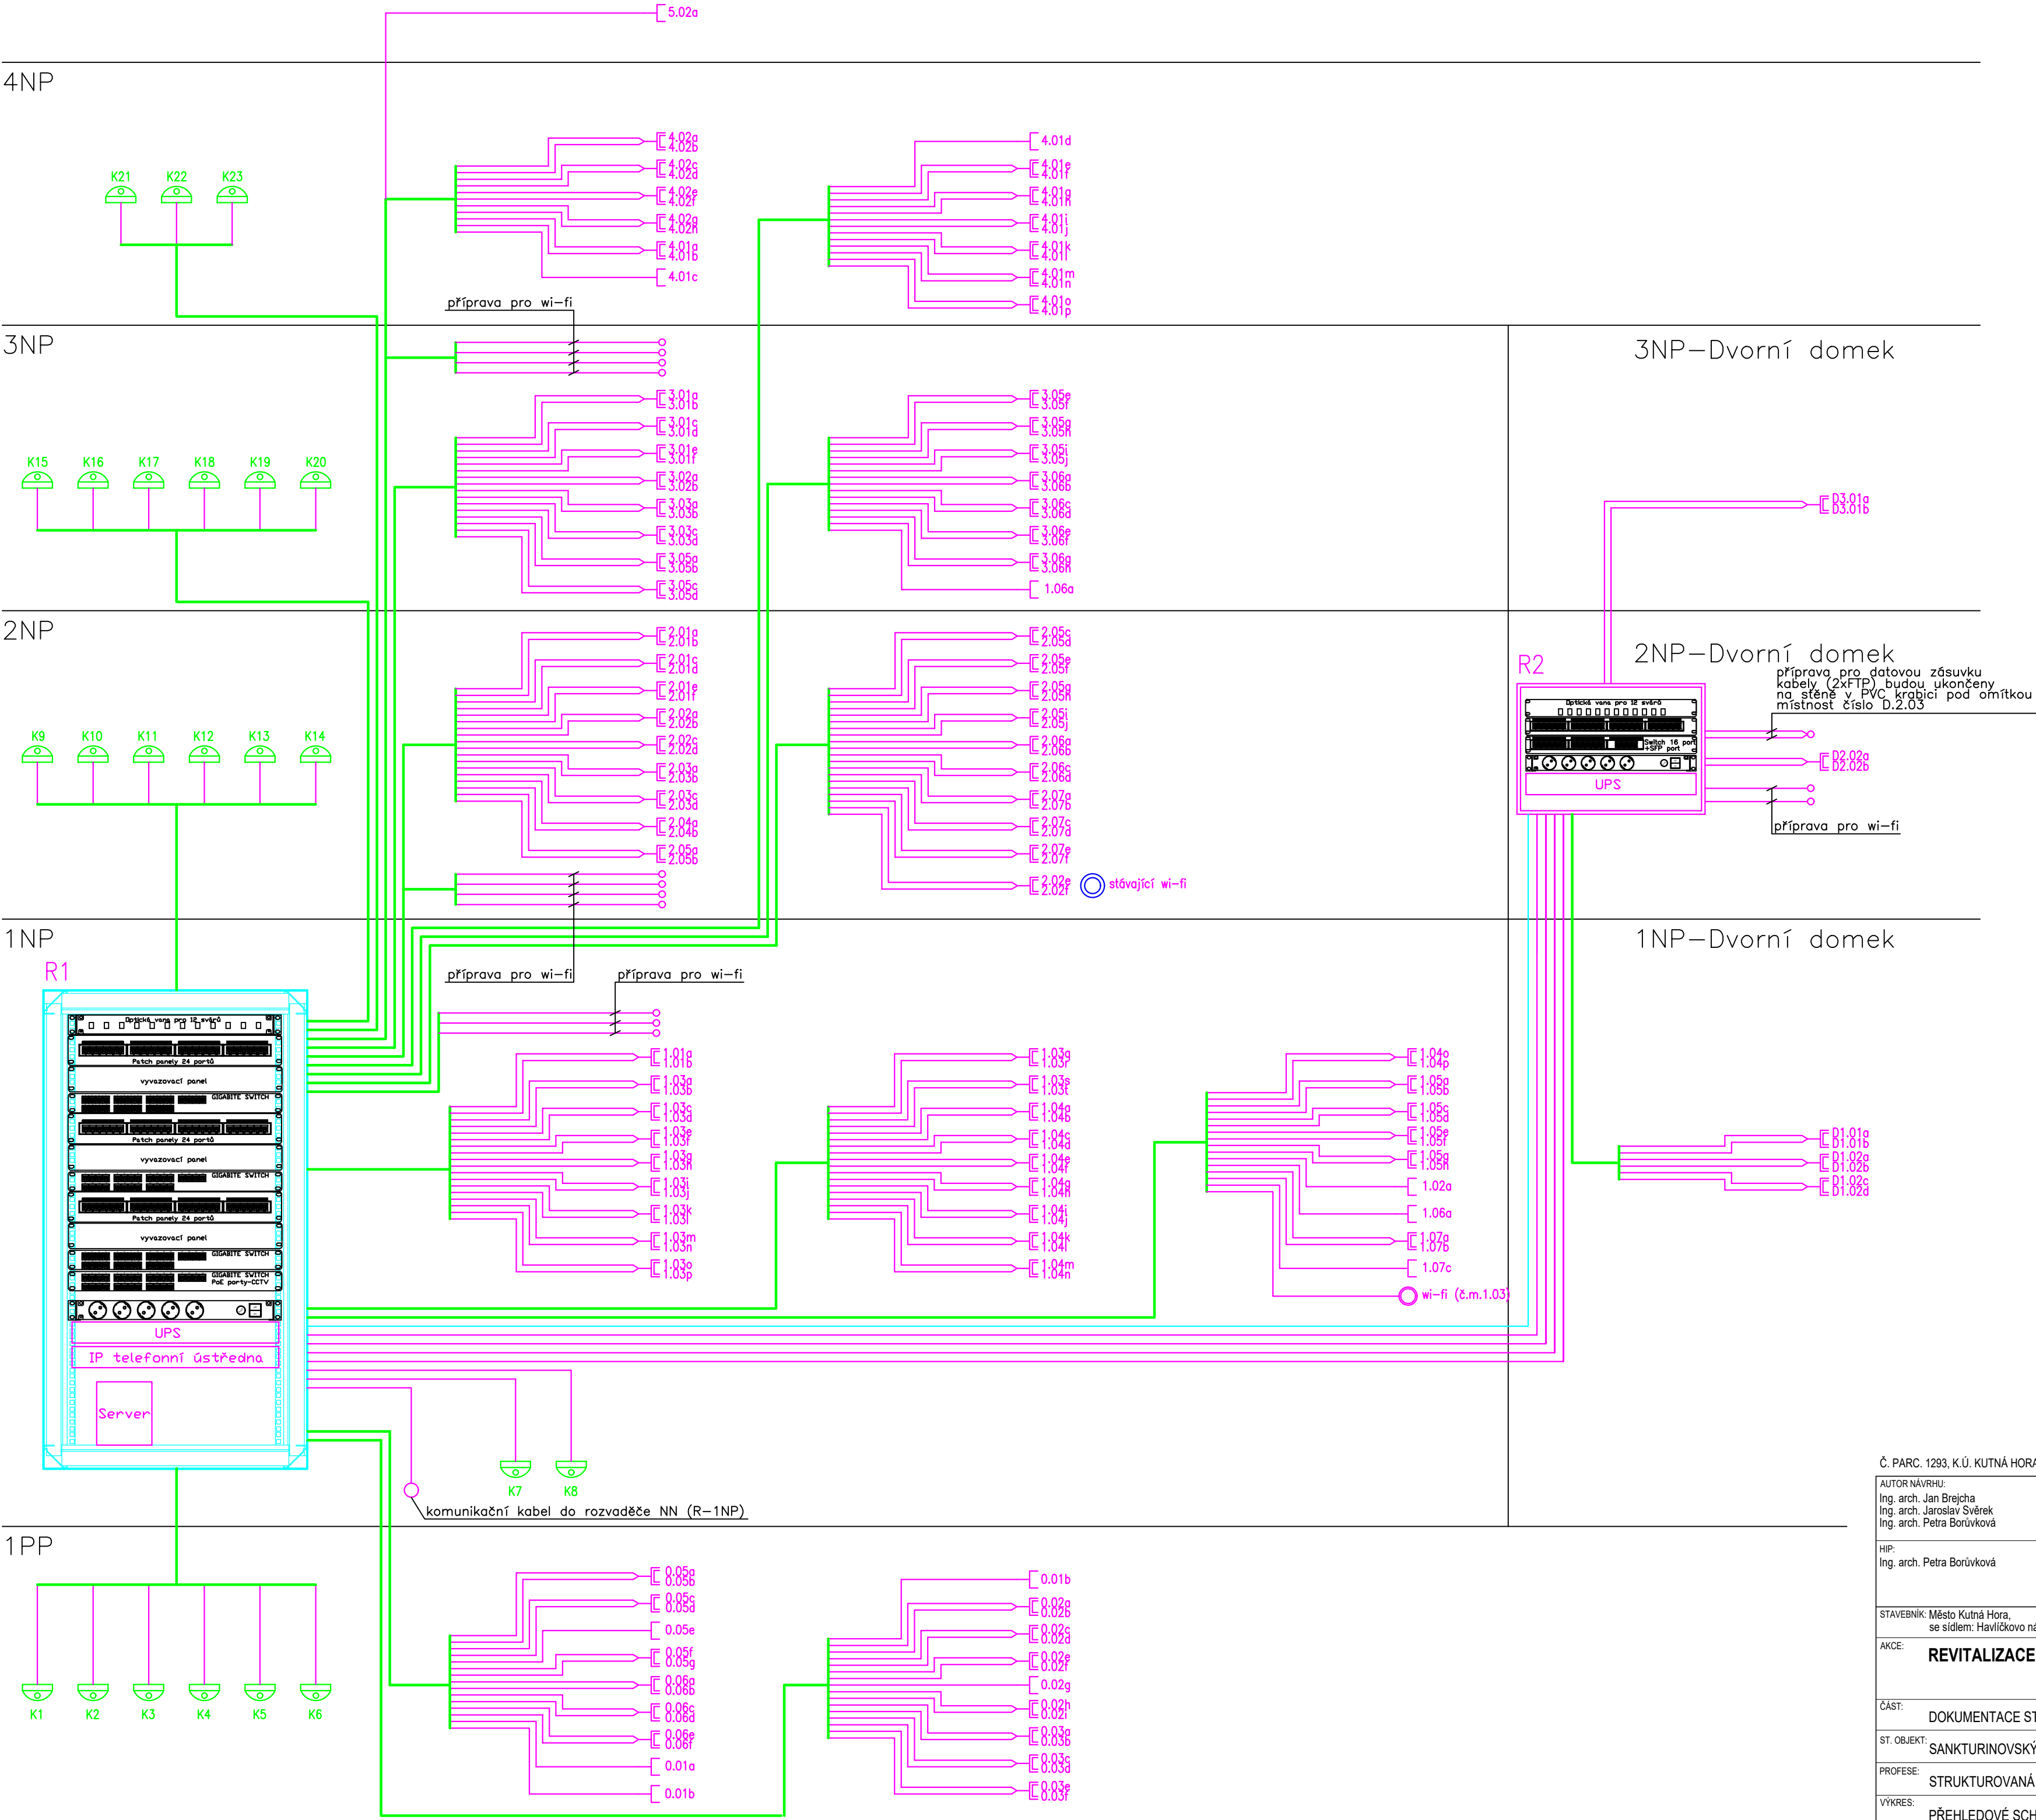 5.02a
4NP
K21
K22
K23
4.02a
4.02b
4.02c
4.02d
4.02e
4.02f
4.02g
4.02h
4.01a
4.01b
4.01c
4.01d
4.01e
4.01f
4.01g
4.01h
4.01i
4.01j
4.01k
4.01l
4.01m
4.01n
4.01o
4.01p
příprava pro wi-fi
3NP
3NP-Dvorní domek
K15
K16
K17
K18
K19
K20
3.01a
3.01b
3.01c
3.01d
3.01e
3.01f
3.02a
3.02b
3.03a
3.03b
3.03c
3.03d
3.05a
3.05b
3.05c
3.05d
3.05e
3.05f
3.05g
3.05h
3.05i
3.05j
3.06a
3.06b
3.06c
3.06d
3.06e
3.06f
3.06g
3.06h
1.06a
D3.01a
D3.01b
2NP
2NP-Dvorní domek
K9
K10
K11
K12
K13
K14
2.01a
2.01b
2.01c
2.01d
2.01e
2.01f
2.02a
2.02b
2.02c
2.02d
2.03a
2.03b
2.03c
2.03d
2.04a
2.04b
2.05a
2.05b
2.05c
2.05d
2.05e
2.05f
2.05g
2.05h
2.05i
2.05j
2.06a
2.06b
2.06c
2.06d
2.07a
2.07b
2.07c
2.07d
2.07e
2.07f
2.02e
2.02f
stávající wi-fi
R2
příprava pro datovou zásuvku
kabely (2xFTP) budou ukončeny
na stěně v PVC krabici pod omítkou
místnost číslo D.2.03
Optická vana pro 12 svárů
Switch 16 port
+SFP port
UPS
D2.02a
D2.02b
příprava pro wi-fi
1NP
1NP-Dvorní domek
příprava pro wi-fi
příprava pro wi-fi
R1
Optická vana pro 12 svárů
Patch panely 24 portů
vyvazovací panel
GIGABITE SWITCH
Patch panely 24 portů
vyvazovací panel
GIGABITE SWITCH
Patch panely 24 portů
vyvazovací panel
GIGABITE SWITCH
GIGABITE SWITCH
PoE party-CCTV
UPS
IP telefonní ústředna
Server
1.01a
1.01b
1.03a
1.03b
1.03c
1.03d
1.03e
1.03f
1.03g
1.03h
1.03i
1.03j
1.03k
1.03l
1.03m
1.03n
1.03o
1.03p
1.03q
1.03r
1.03s
1.03t
1.04a
1.04b
1.04c
1.04d
1.04e
1.04f
1.04g
1.04h
1.04i
1.04j
1.04k
1.04l
1.04m
1.04n
1.04o
1.04p
1.05a
1.05b
1.05c
1.05d
1.05e
1.05f
1.05g
1.05h
1.02a
1.06a
1.07a
1.07b
1.07c
wi-fi (č.m.1.03)
D1.01a
D1.01b
D1.02a
D1.02b
D1.02c
D1.02d
K7
K8
komunikační kabel do rozvaděče NN (R-1NP)
1PP
K1
K2
K3
K4
K5
K6
0.05a
0.05b
0.05c
0.05d
0.05e
0.05f
0.05g
0.06a
0.06b
0.06c
0.06d
0.06e
0.06f
0.01a
0.01b
0.01b
0.02a
0.02b
0.02c
0.02d
0.02e
0.02f
0.02g
0.02h
0.02i
0.03a
0.03b
0.03c
0.03d
0.03e
0.03f
Č. PARC. 1293, K.Ú. KUTNÁ HORA
AUTOR NÁVRHU:
Ing. arch. Jan Brejcha
Ing. arch. Jaroslav Svěrek
Ing. arch. Petra Borůvková
HIP:
Ing. arch. Petra Borůvková
STAVEBNÍK: Město Kutná Hora,
se sídlem: Havlíčkovo ná
AKCE:
REVITALIZACE
ČÁST:
DOKUMENTACE ST
ST. OBJEKT:
SANKTURINOVSKÝ
PROFESE:
STRUKTUROVANÁ
VÝKRES:
PŘEHLEDOVÉ SCH